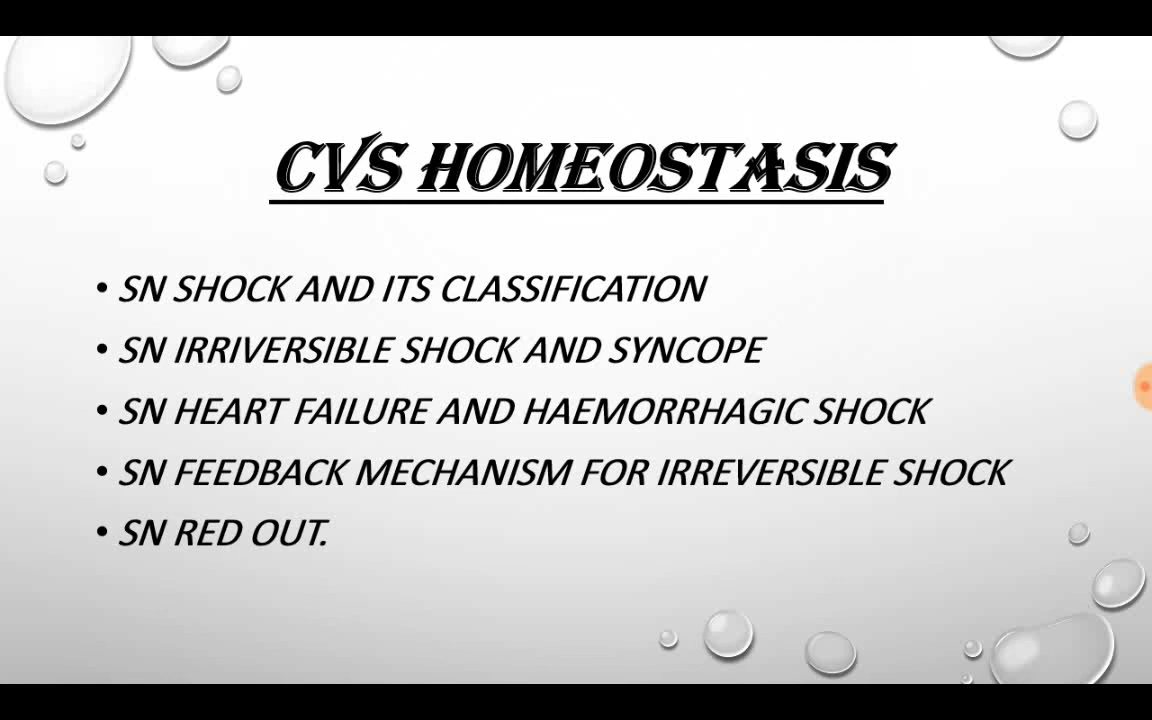 CVS HOMEOSTASIS
• SN SHOCK AND ITS CLASSIFICATION
• SN IRRIVERSIBLE SHOCK AND SYNCOPE
• SN HEART FAILURE AND HAEMORRHAGIC SHOCK
• SN FEEDBACK MECHANISM FOR IRREVERSIBLE SHOCK
• SN RED OUT.